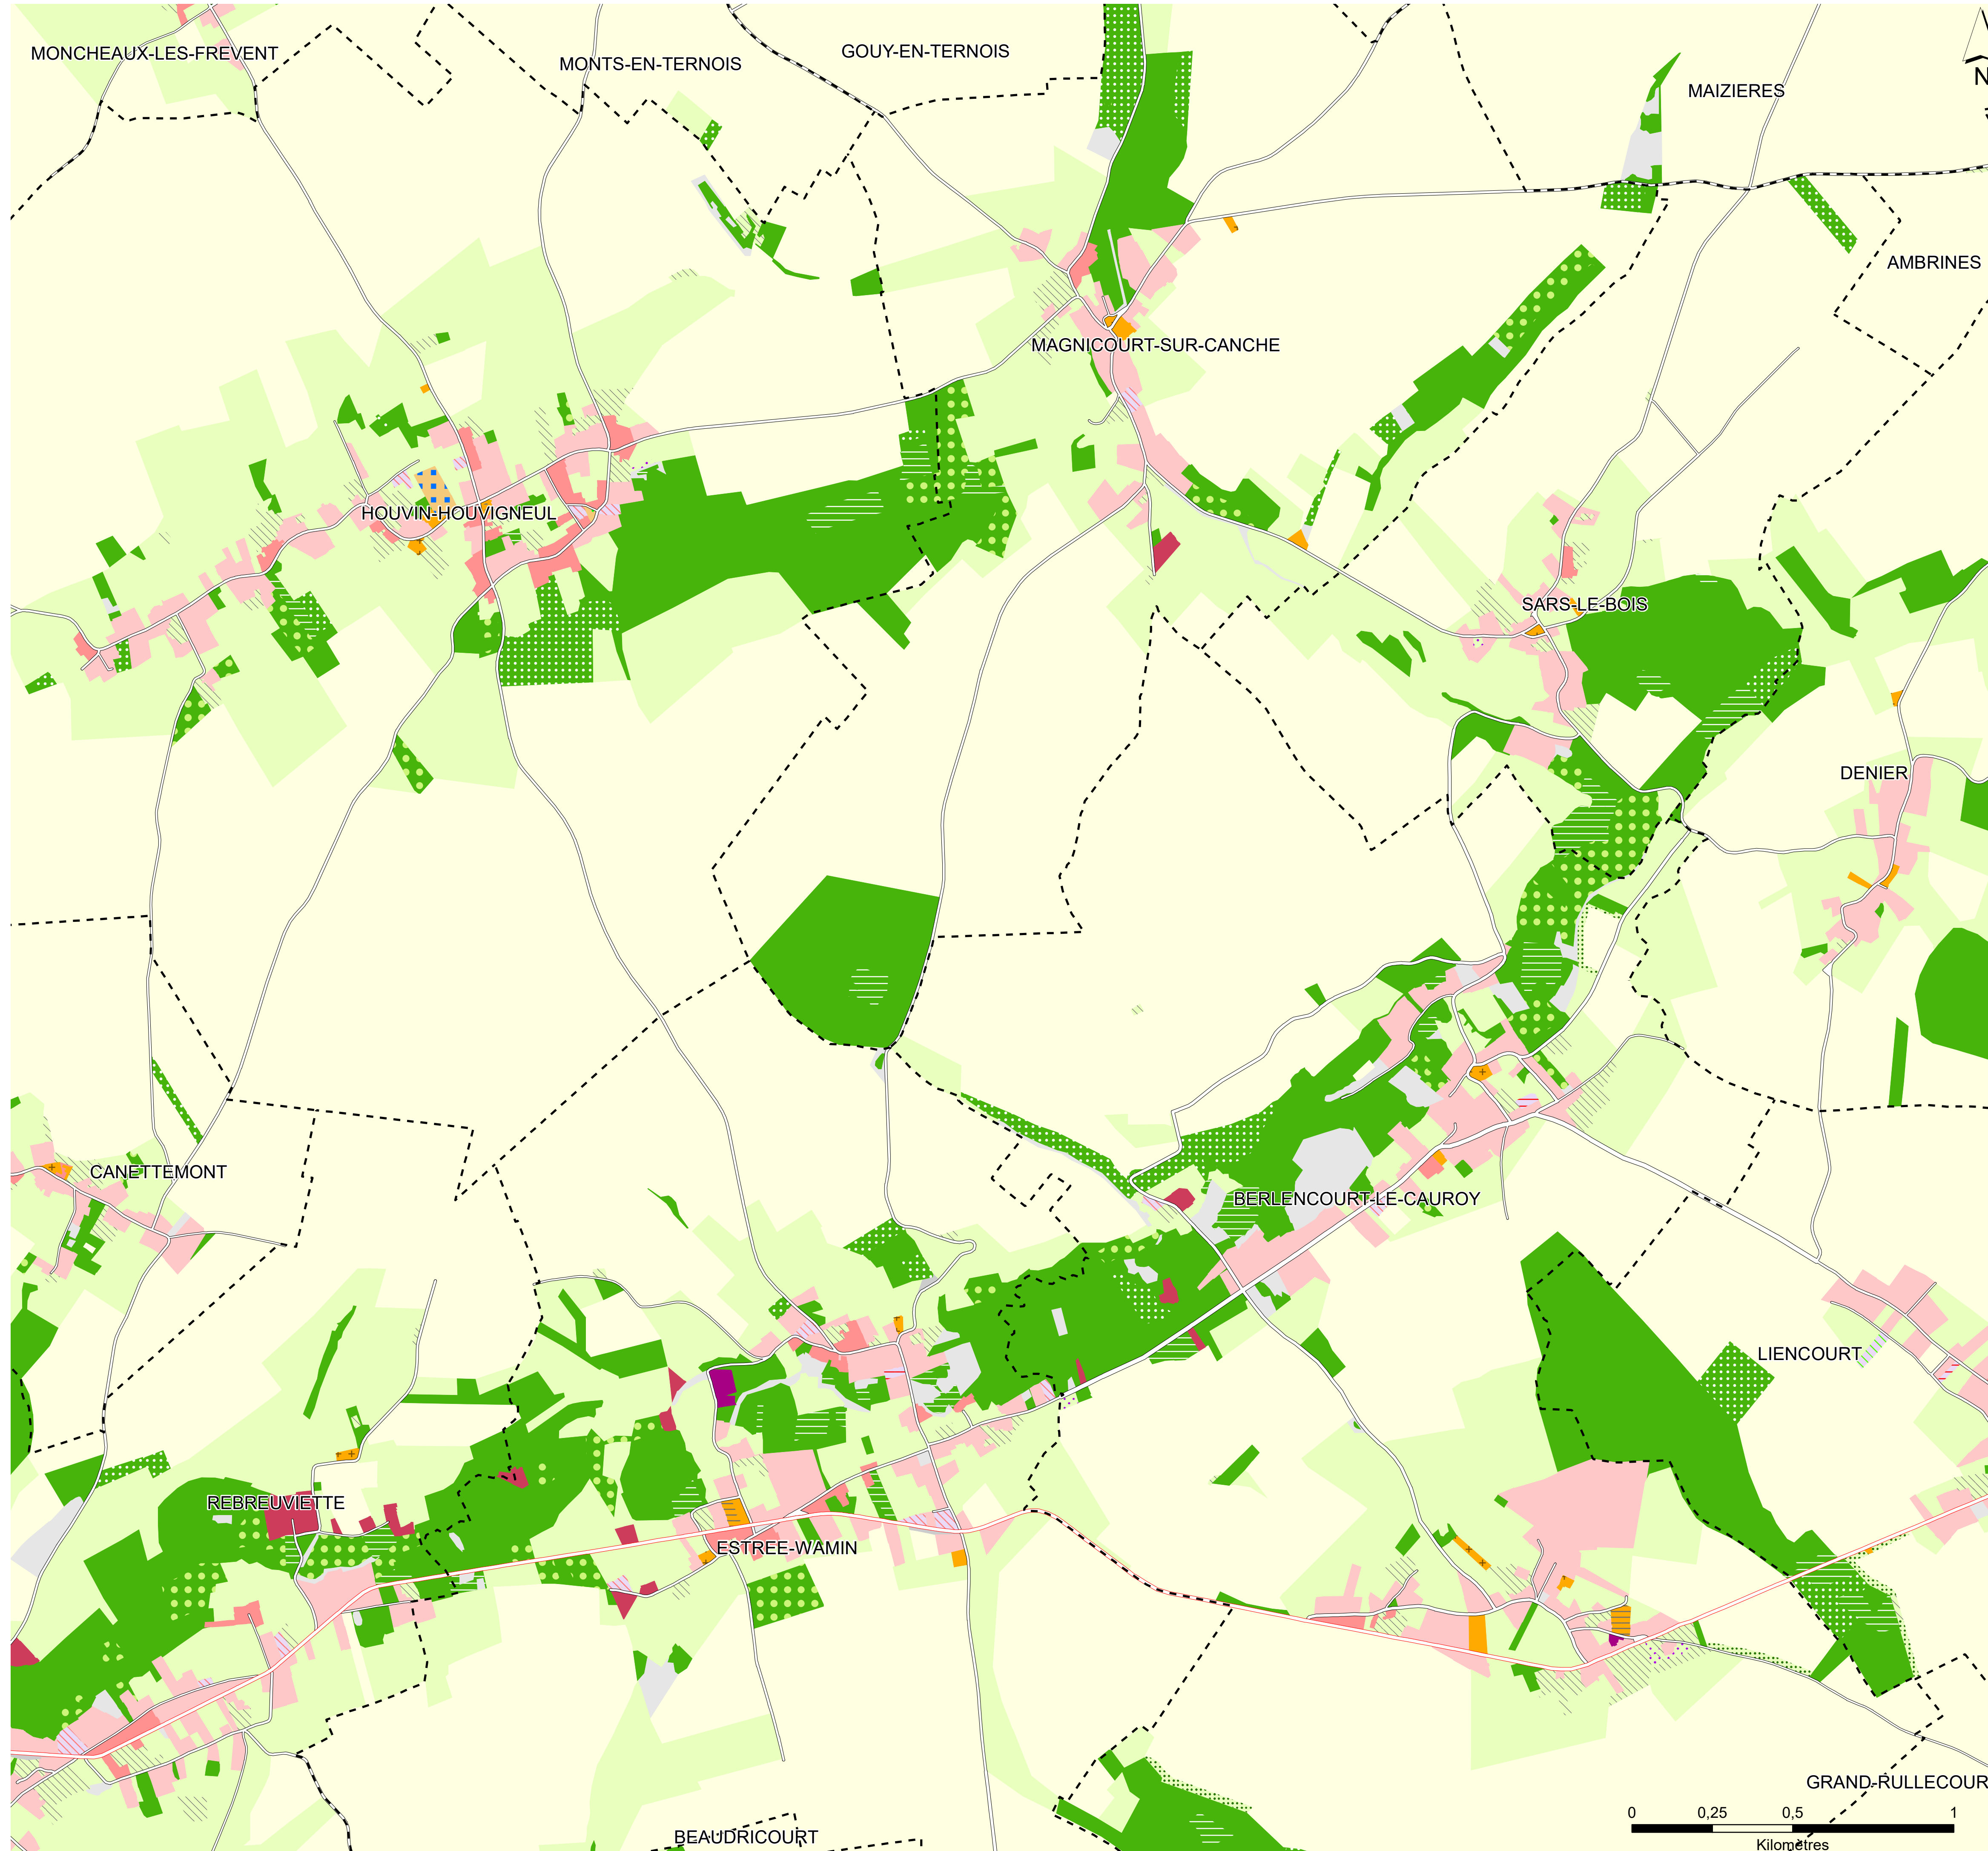 MONCHEAUX-LES-FREVENT
MONTS-EN-TERNOIS
GOUY-EN-TERNOIS
MAIZIERES
N
AMBRINES
MAGNICOURT-SUR-CANCHE
HOUVIN-HOUVIGNEUL
SARS-LE-BOIS
DENIER
CANETTEMONT
BERLENCOURT-LE-CAUROY
LIENCOURT
REBREUVIETTE
ESTREE-WAMIN
GRAND-RULLECOUR
BEAUDRICOURT
0 0,25 0,5 1
Kilomètres